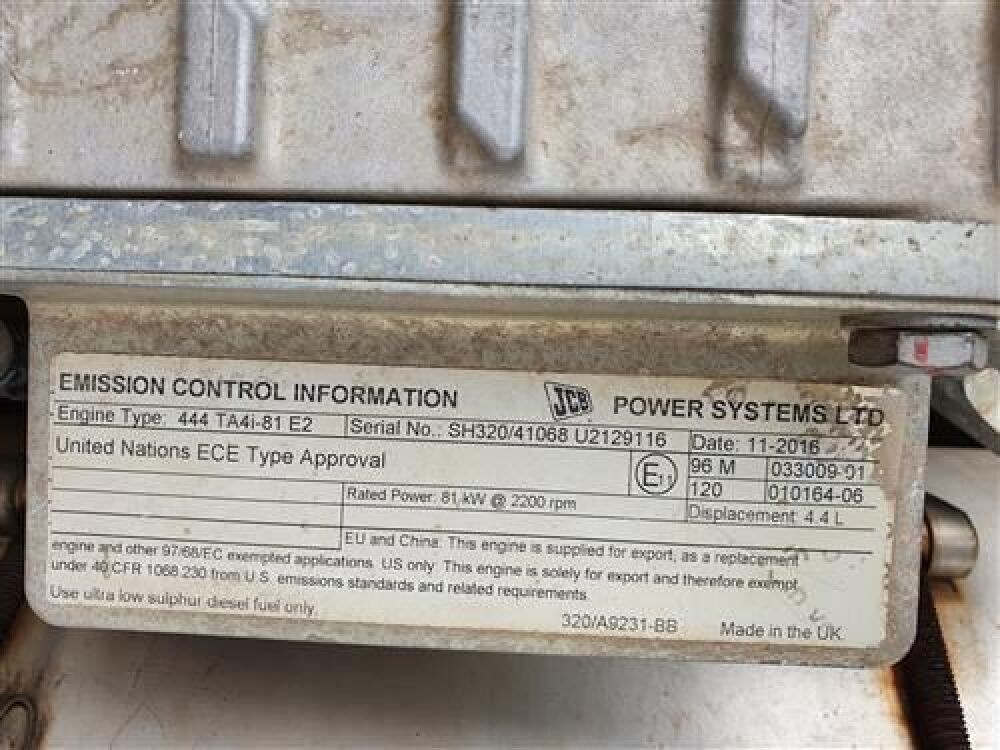 EMISSION CONTROL INFORMATION JCB POWER SYSTEMS LTD
Engine Type: 444 TA4i-81 E2 Serial No.: SH320/41068 U2129116 Date: 11-2016
United Nations ECE Type Approval E11 96 M 033009-01
120 010164-06
Rated Power: 81 kW @ 2200 rpm Displacement 4.4 L
EU and China: This engine is supplied for export, as a replacement
engine and other 97/68/EC exempted applications. US only: This engine is solely for export and therefore exempt
under 40 CFR 1068.230 from U.S. emissions standards and related requirements.
Use ultra low sulphur diesel fuel only.
320/A9231-BB Made in the UK